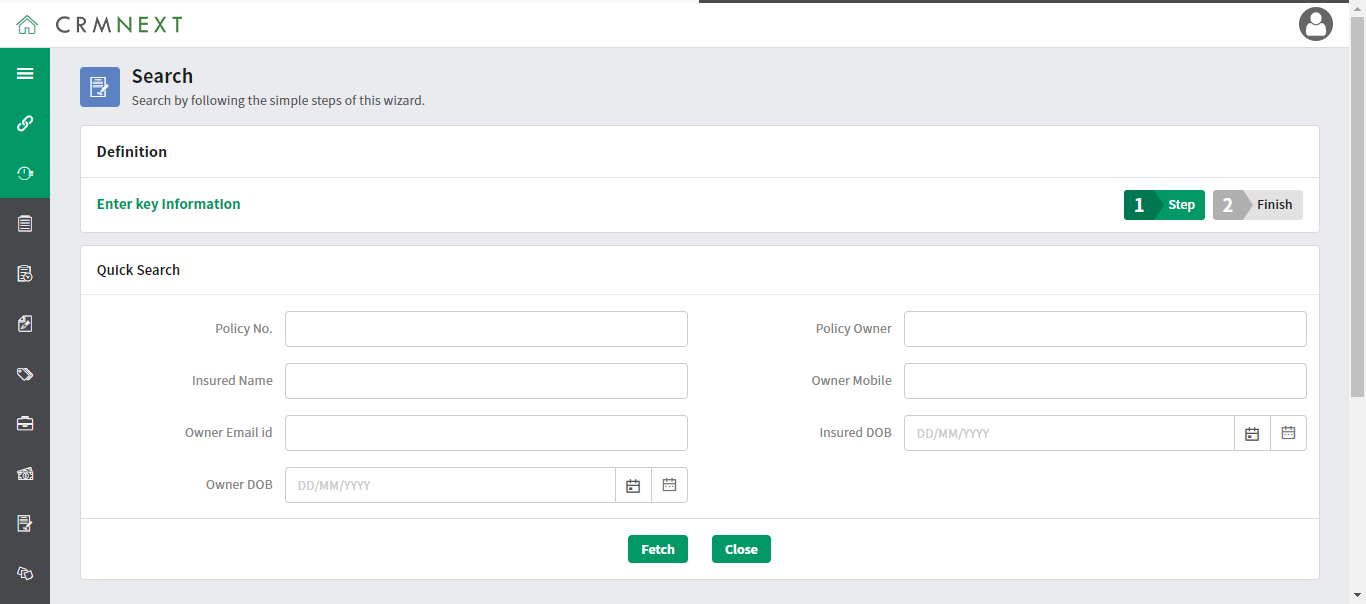 CRMNEXT
Search
Search by following the simple steps of this wizard.
Definition
Enter key Information
1 Step 2 Finish
Quick Search
Policy No.
Policy Owner
Insured Name
Owner Mobile
Owner Email id
Insured DOB DD/MM/YYYY
Owner DOB DD/MM/YYYY
Fetch Close